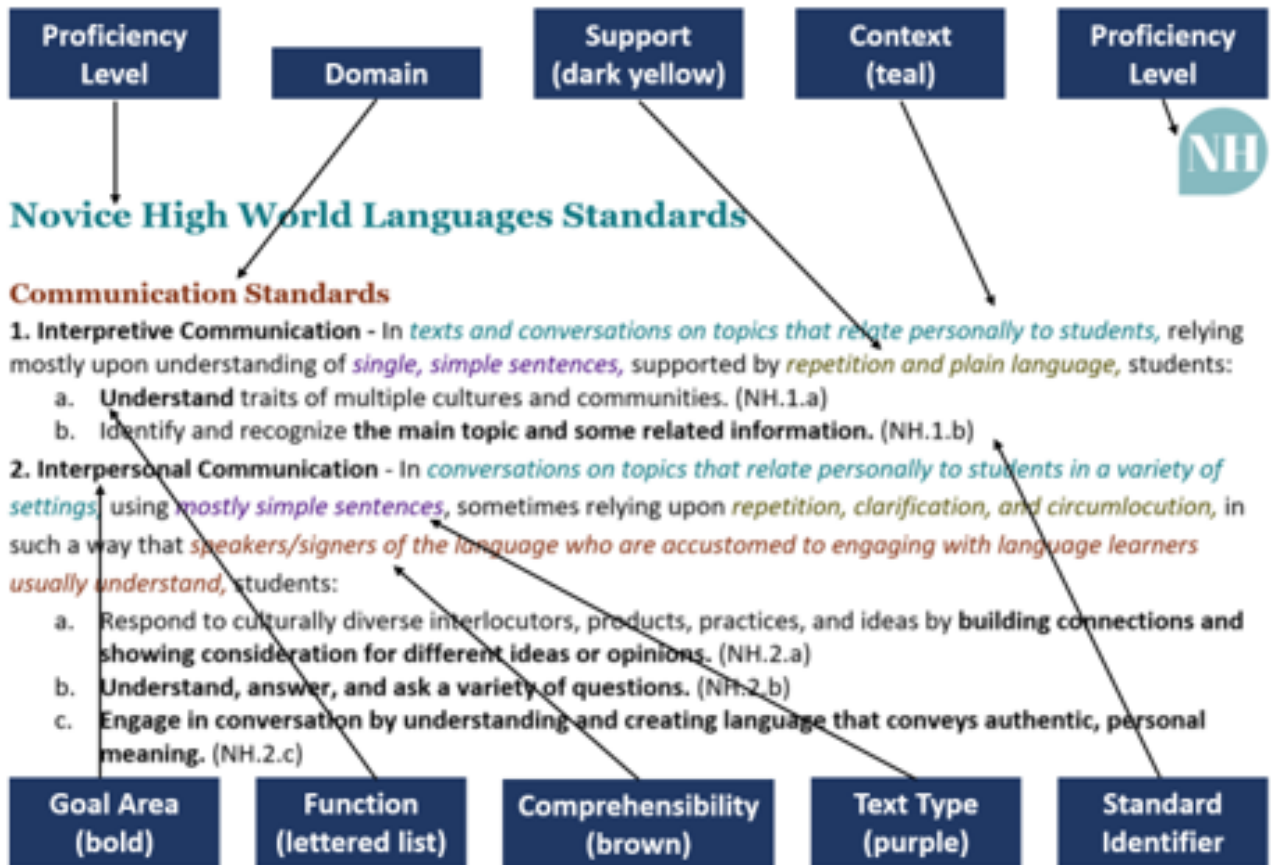 Proficiency
Level
Domain
Support
(dark yellow)
Context
(teal)
Proficiency
Level
NH
Novice High World Languages Standards
Communication Standards
1. Interpretive Communication - In texts and conversations on topics that relate personally to students, relying
mostly upon understanding of single, simple sentences, supported by repetition and plain language, students:
a. Understand traits of multiple cultures and communities. (NH.1.a)
b. Identify and recognize the main topic and some related information. (NH.1.b)
2. Interpersonal Communication - In conversations on topics that relate personally to students in a variety of
settings, using mostly simple sentences, sometimes relying upon repetition, clarification, and circumlocution, in
such a way that speakers/signers of the language who are accustomed to engaging with language learners
usually understand, students:
a. Respond to culturally diverse interlocutors, products, practices, and ideas by building connections and
showing consideration for different ideas or opinions. (NH.2.a)
b. Understand, answer, and ask a variety of questions. (NH.2.b)
c. Engage in conversation by understanding and creating language that conveys authentic, personal
meaning. (NH.2.c)
Goal Area
(bold)
Function
(lettered list)
Comprehensibility
(brown)
Text Type
(purple)
Standard
Identifier